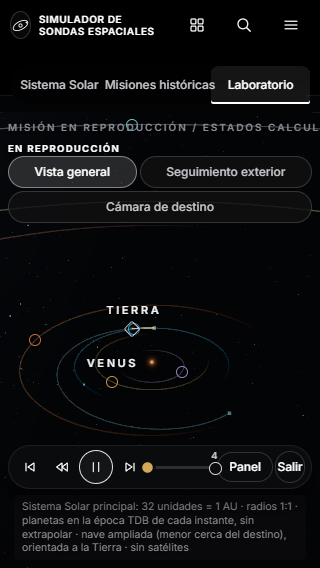 SIMULADOR DE
SONDAS ESPACIALES
Sistema Solar Misiones históricas Laboratorio
MISIÓN EN REPRODUCCIÓN / ESTADOS CALCUL
EN REPRODUCCIÓN
Vista general Seguimiento exterior
Cámara de destino
TIERRA
VENUS
4
Panel Salir
Sistema Solar principal: 32 unidades = 1 AU · radios 1:1 ·
planetas en la época TDB de cada instante, sin
extrapolar · nave ampliada (menor cerca del destino),
orientada a la Tierra · sin satélites